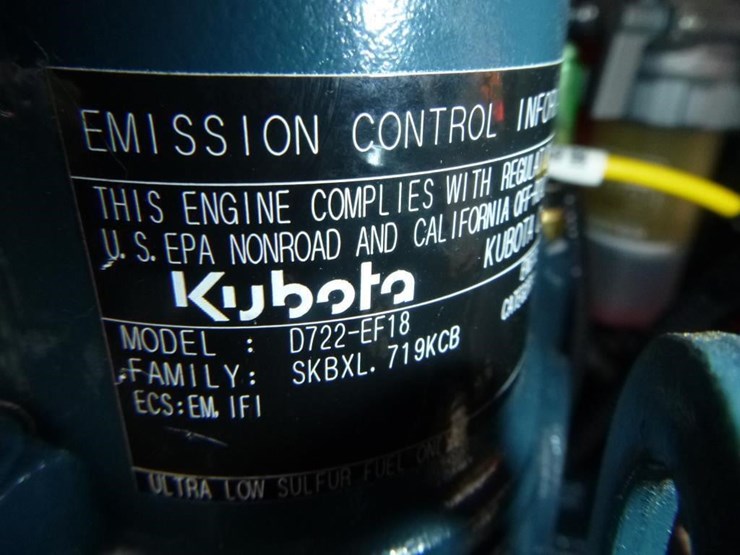 EMISSION CONTROL
THIS ENGINE COMPLIES WITH
U.S. EPA NONROAD AND CALIFORNIA
Kubota KUBOTA
MODEL : D722-EF18
FAMILY: SKBXL.719KCB
ECS:EM, IFI
ULTRA LOW SULFUR FUEL